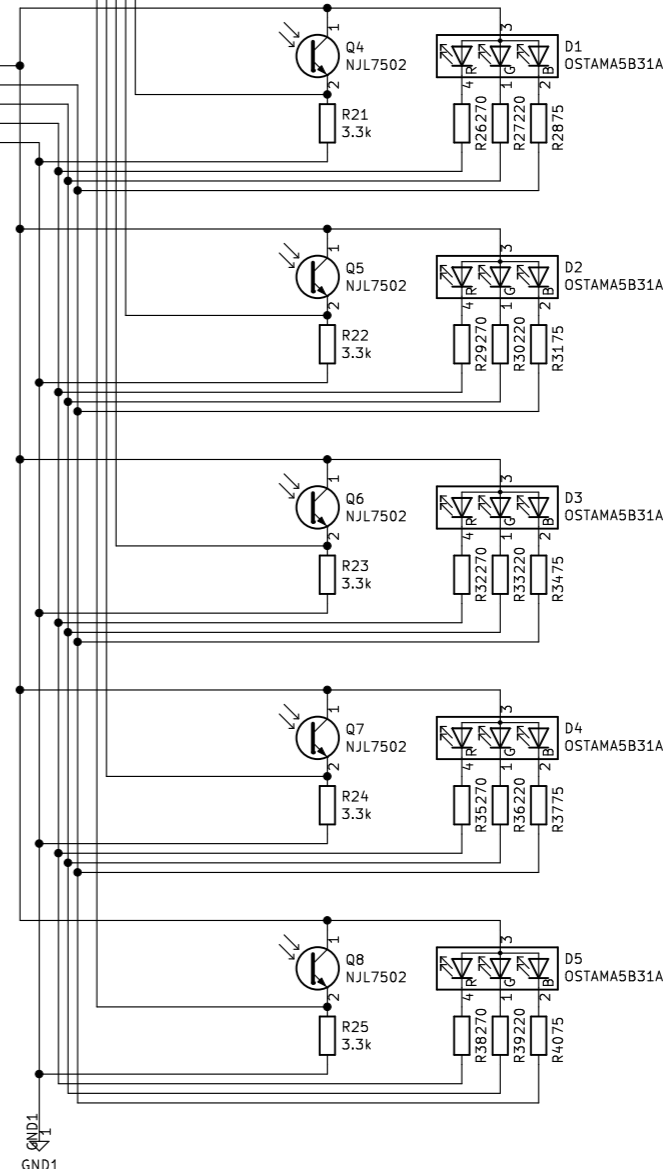 1
Q4
NJL7502
2
R21
3.3k
3
D1
OSTAMA5B31A
R
G
B
4
1
2
R26270
R27220
R2875
1
Q5
NJL7502
2
R22
3.3k
3
D2
OSTAMA5B31A
R
G
B
4
1
2
R29270
R30220
R3175
1
Q6
NJL7502
2
R23
3.3k
3
D3
OSTAMA5B31A
R
G
B
4
1
2
R32270
R33220
R3475
1
Q7
NJL7502
2
R24
3.3k
3
D4
OSTAMA5B31A
R
G
B
4
1
2
R35270
R36220
R3775
1
Q8
NJL7502
2
R25
3.3k
3
D5
OSTAMA5B31A
R
G
B
4
1
2
R38270
R39220
R4075
GND1
1
GND1